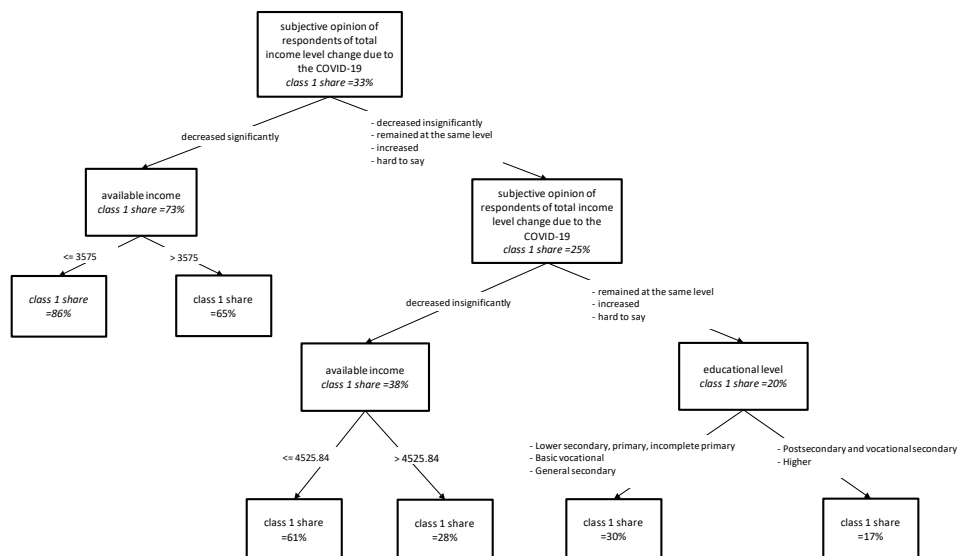 subjective opinion of
respondents of total
income level change due to
the COVID-19
class 1 share =33%
decreased significantly
- decreased insignificantly
- remained at the same level
- increased
- hard to say
available income
class 1 share =73%
subjective opinion of
respondents of total income
level change due to the
COVID-19
class 1 share =25%
<= 3575
> 3575
class 1 share
=86%
class 1 share
=65%
decreased insignificantly
- remained at the same level
- increased
- hard to say
available income
class 1 share =38%
educational level
class 1 share =20%
<= 4525.84
> 4525.84
- Lower secondary, primary, incomplete primary
- Basic vocational
- General secondary
- Postsecondary and vocational secondary
- Higher
class 1 share
=61%
class 1 share
=28%
class 1 share
=30%
class 1 share
=17%